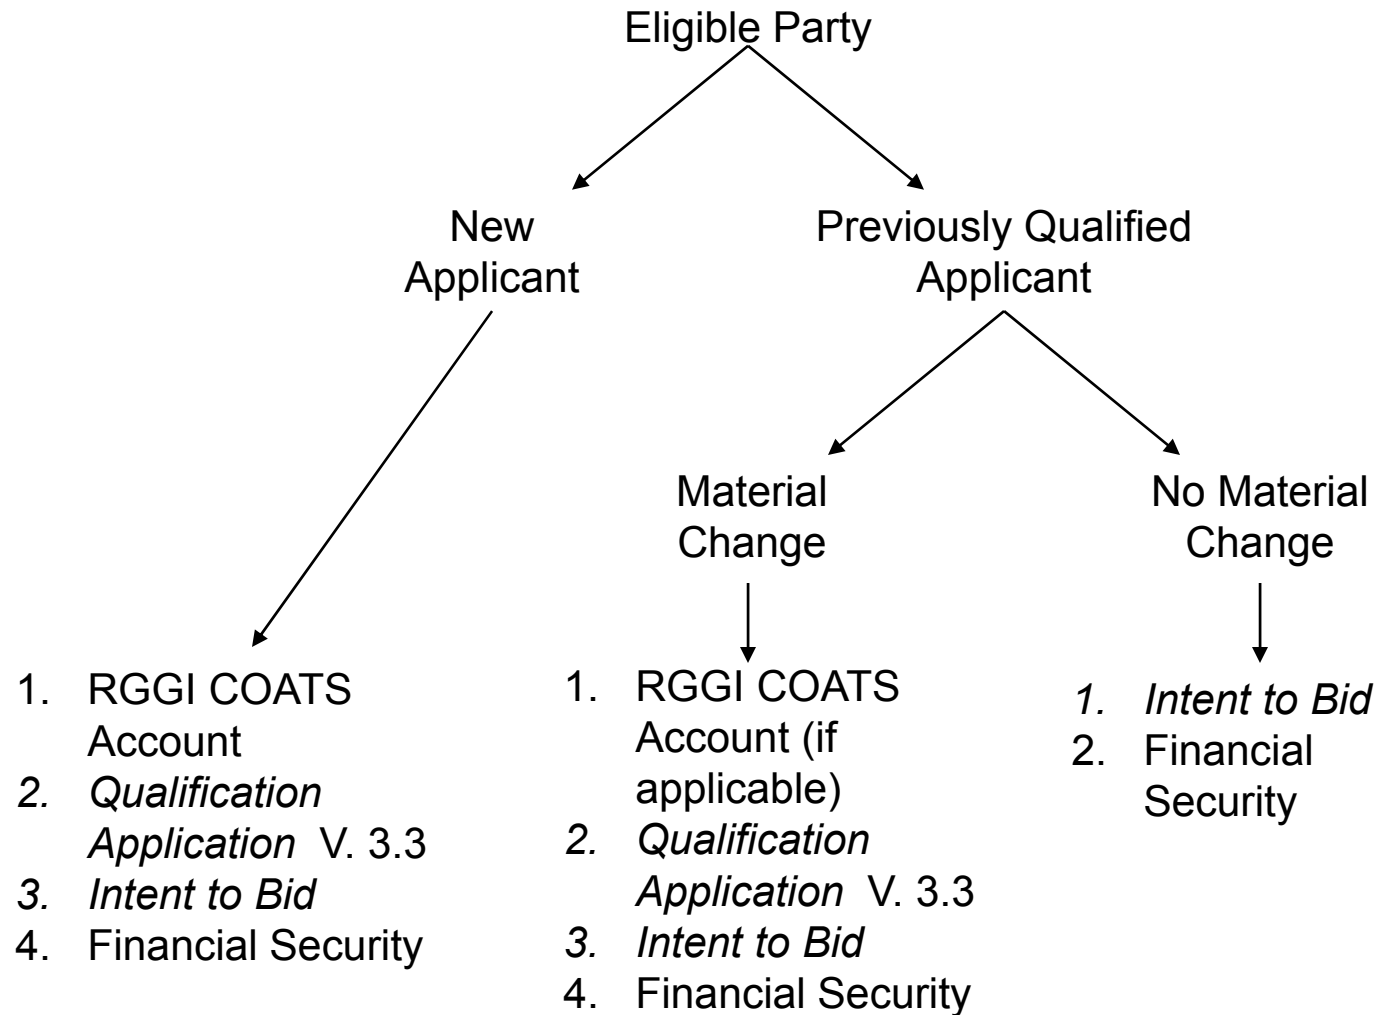 Eligible Party
New
Applicant
Previously Qualified
Applicant
Material
Change
No Material
Change
1. RGGI COATS
Account
2. Qualification
Application V. 3.3
3. Intent to Bid
4. Financial Security
1. RGGI COATS
Account (if
applicable)
2. Qualification
Application V. 3.3
3. Intent to Bid
4. Financial Security
1. Intent to Bid
2. Financial
Security